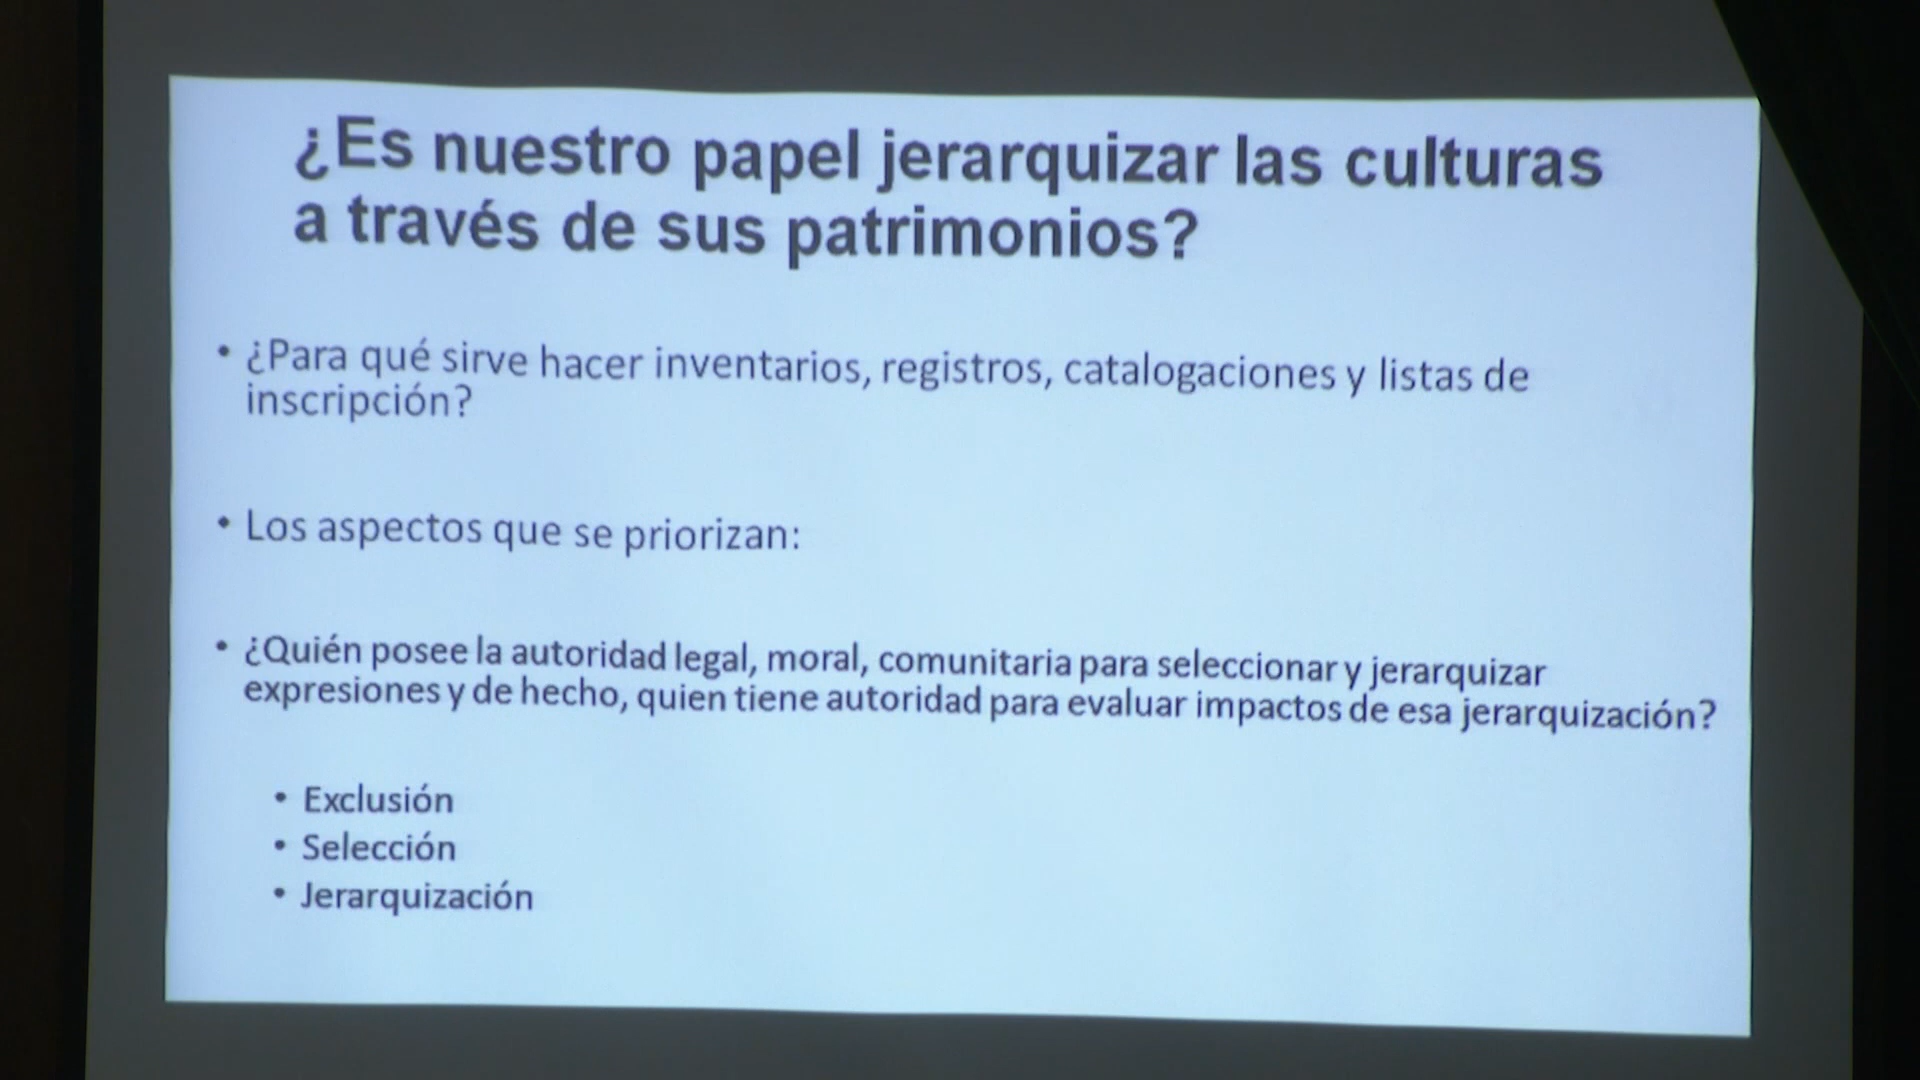 ¿Es nuestro papel jerarquizar las culturas
a través de sus patrimonios?
• ¿Para qué sirve hacer inventarios, registros, catalogaciones y listas de
inscripción?
• Los aspectos que se priorizan:
• ¿Quién posee la autoridad legal, moral, comunitaria para seleccionar y jerarquizar
expresiones y de hecho, quien tiene autoridad para evaluar impactos de esa jerarquización?
• Exclusión
• Selección
• Jerarquización